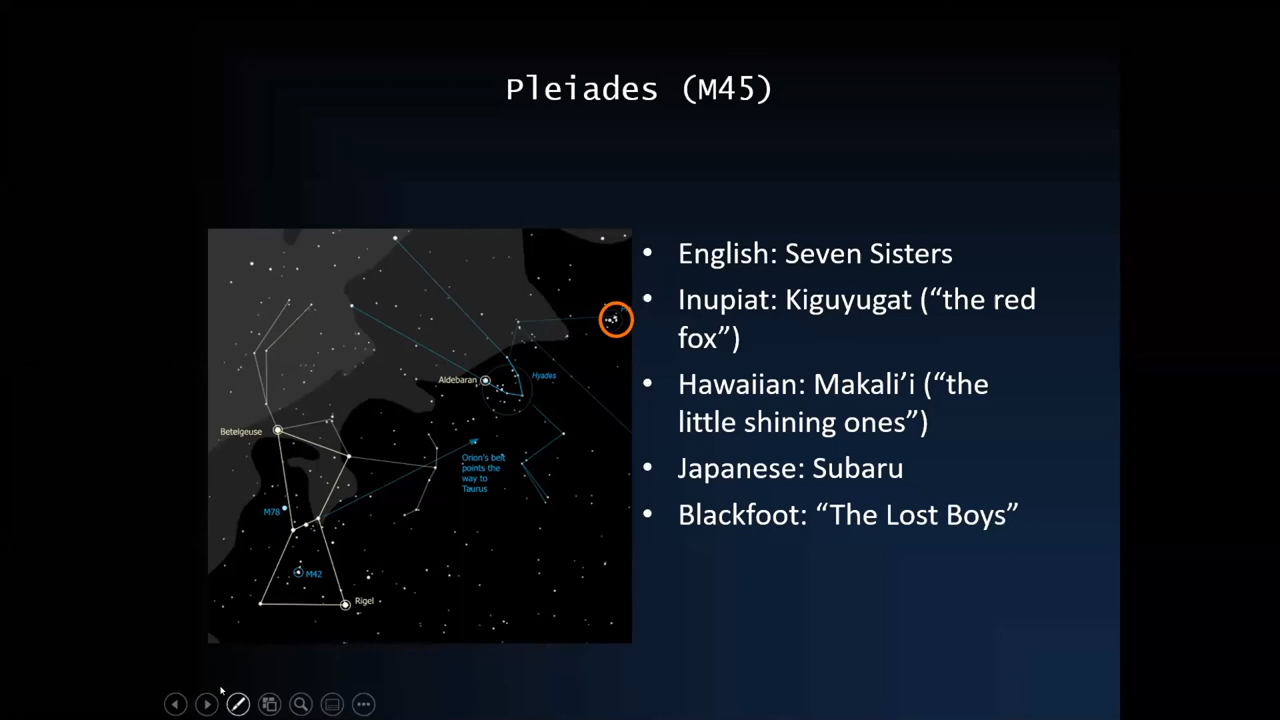 Pleiades (M45)
• English: Seven Sisters
• Inupiat: Kiguyugat (“the red
fox”)
• Hawaiian: Makali’i (“the
little shining ones”)
• Japanese: Subaru
• Blackfoot: “The Lost Boys”
Aldebaran
Hyades
Betelgeuse
Orion's belt
points the
way to
Taurus
M78
M42
Rigel